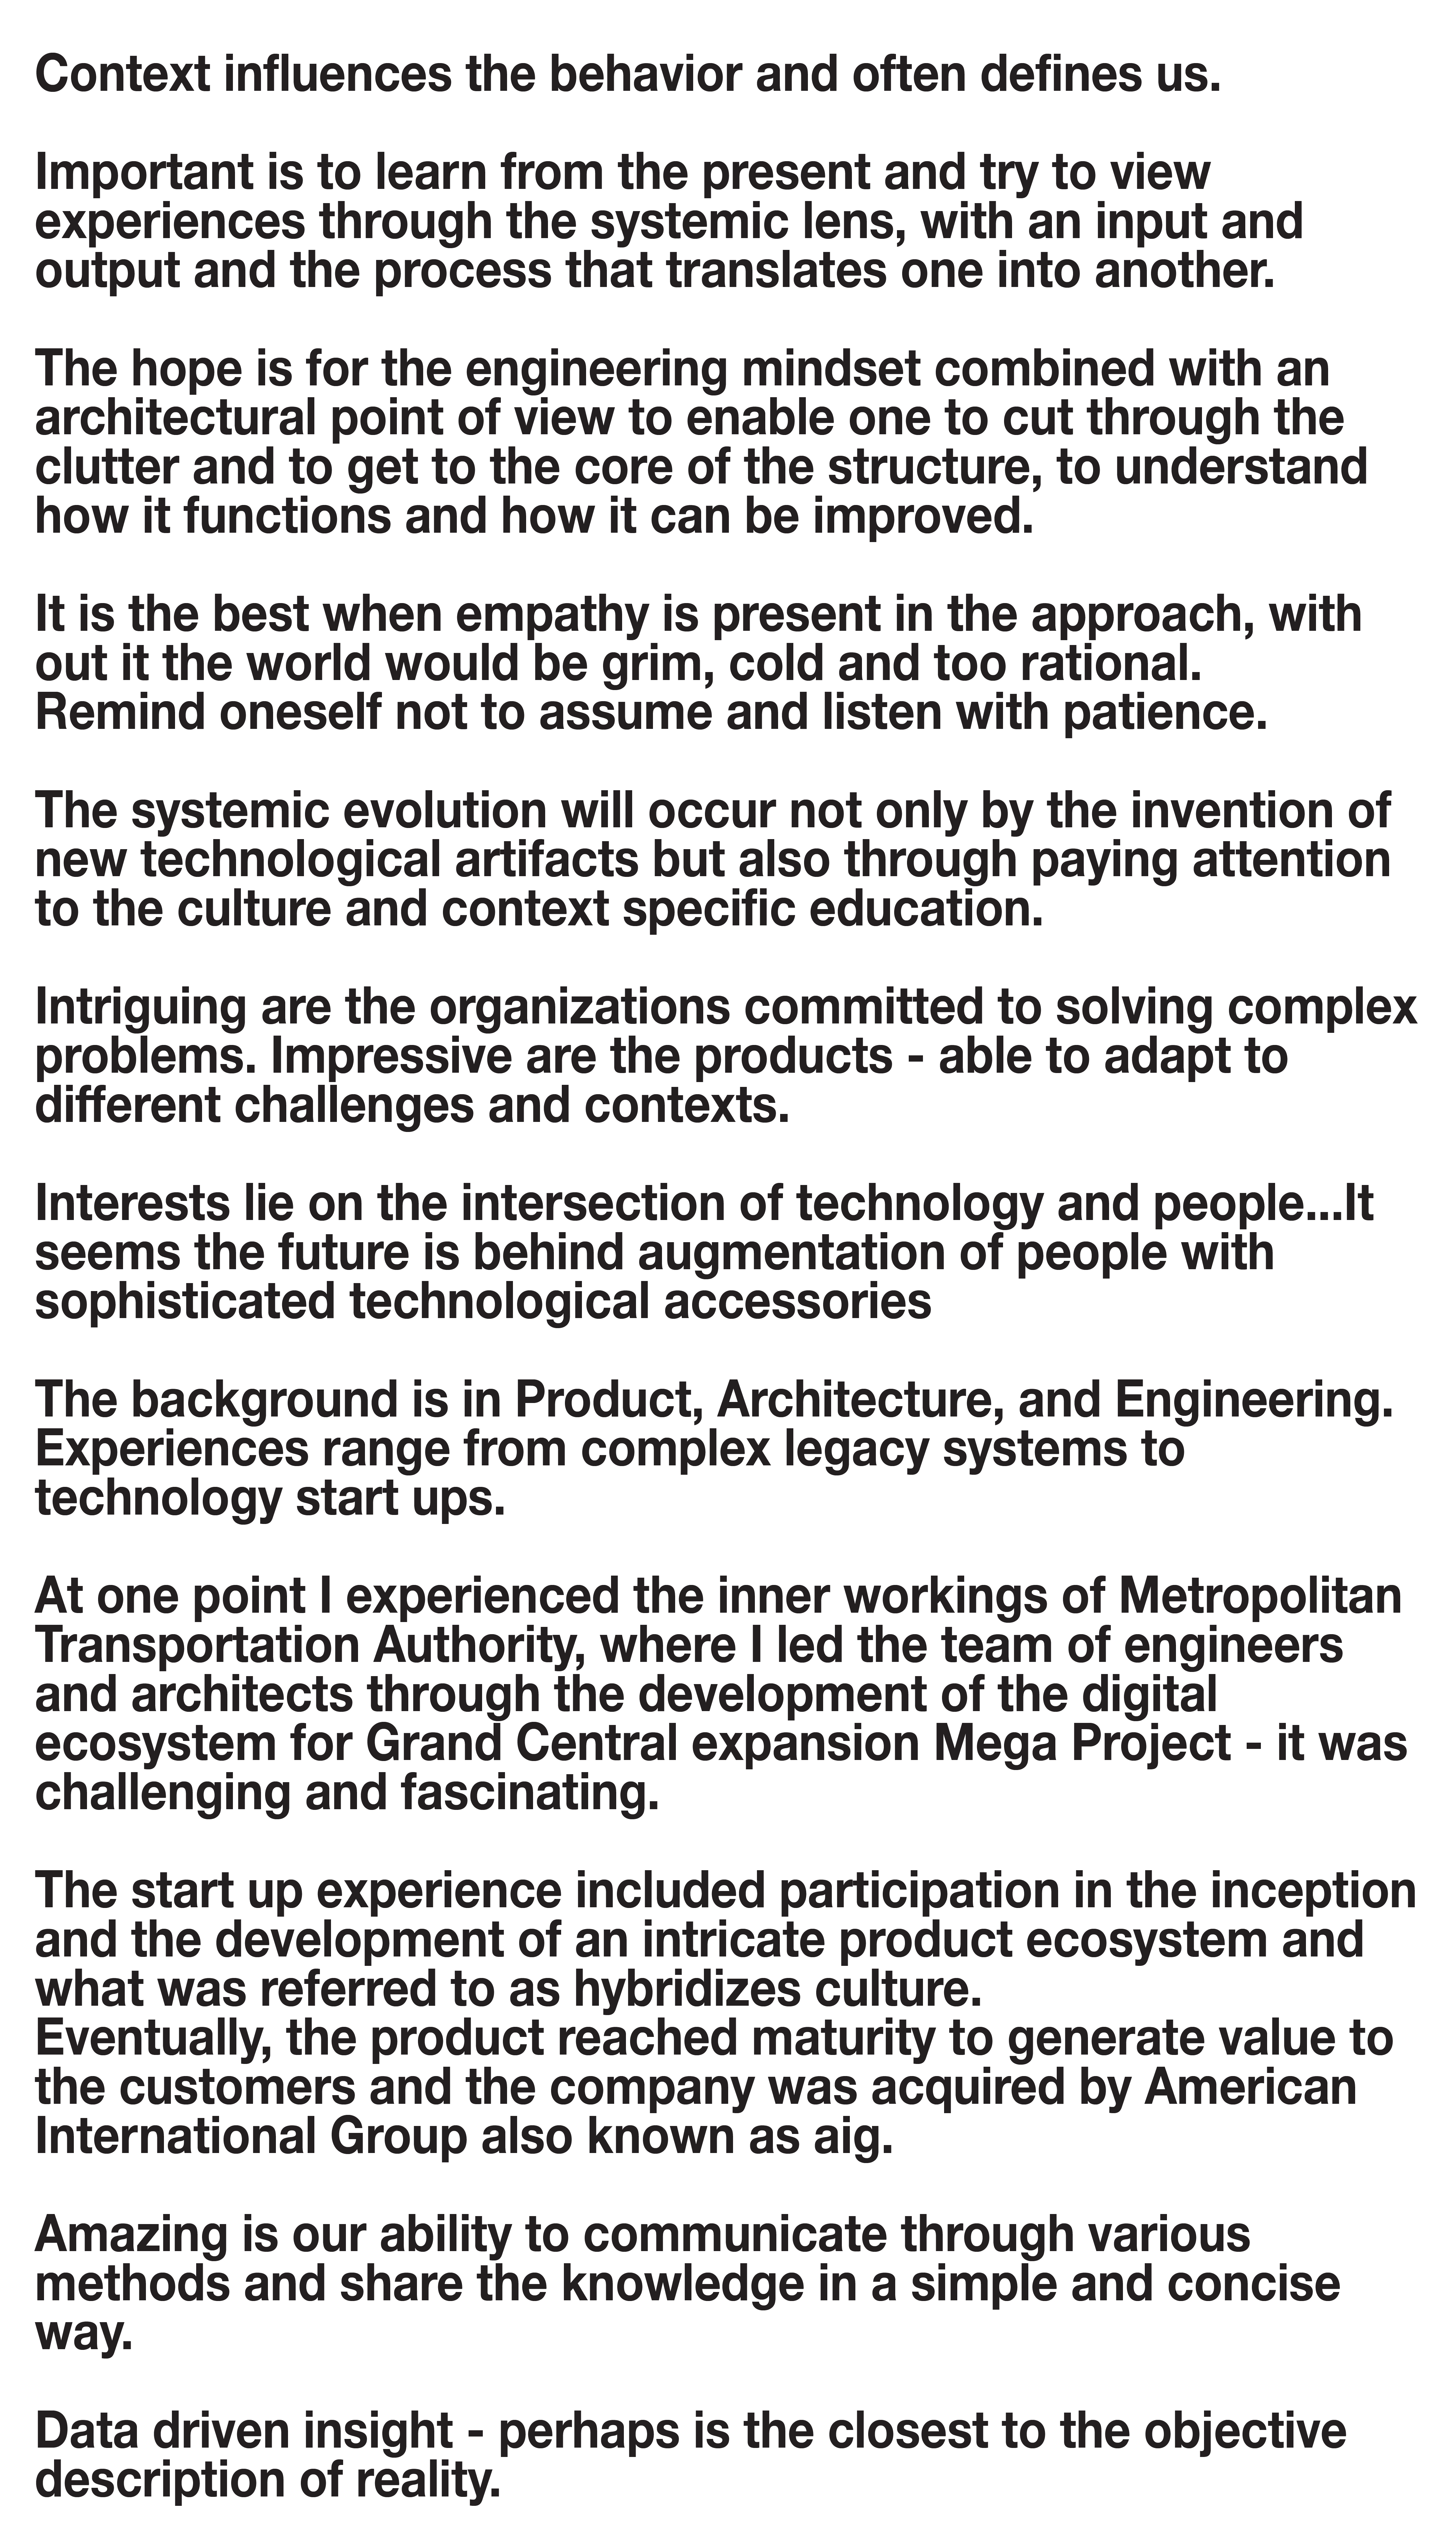 Context influences the behavior and often defines us.
Important is to learn from the present and try to view
experiences through the systemic lens, with an input and
output and the process that translates one into another.
The hope is for the engineering mindset combined with an
architectural point of view to enable one to cut through the
clutter and to get to the core of the structure, to understand
how it functions and how it can be improved.
It is the best when empathy is present in the approach, with
out it the world would be grim, cold and too rational.
Remind oneself not to assume and listen with patience.
The systemic evolution will occur not only by the invention of
new technological artifacts but also through paying attention
to the culture and context specific education.
Intriguing are the organizations committed to solving complex
problems. Impressive are the products - able to adapt to
different challenges and contexts.
Interests lie on the intersection of technology and people...It
seems the future is behind augmentation of people with
sophisticated technological accessories
The background is in Product, Architecture, and Engineering.
Experiences range from complex legacy systems to
technology start ups.
At one point I experienced the inner workings of Metropolitan
Transportation Authority, where I led the team of engineers
and architects through the development of the digital
ecosystem for Grand Central expansion Mega Project - it was
challenging and fascinating.
The start up experience included participation in the inception
and the development of an intricate product ecosystem and
what was referred to as hybridizes culture.
Eventually, the product reached maturity to generate value to
the customers and the company was acquired by American
International Group also known as aig.
Amazing is our ability to communicate through various
methods and share the knowledge in a simple and concise
way.
Data driven insight - perhaps is the closest to the objective
description of reality.